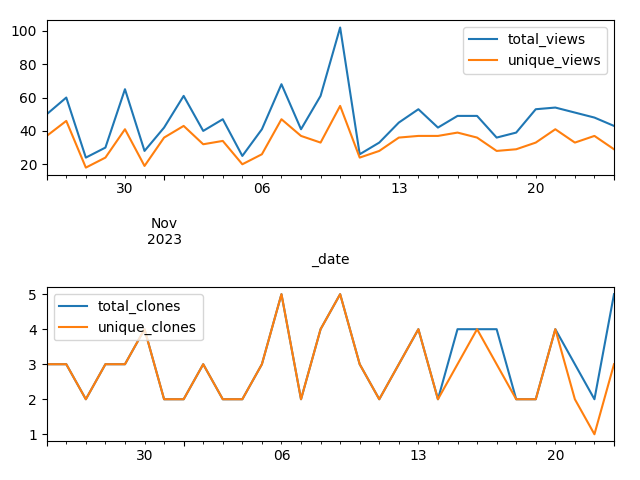 100
80
60
40
20
total_views
unique_views
30 06 13 20
Nov
2023
_date
5
4
3
2
1
total_clones
unique_clones
30 06 13 20